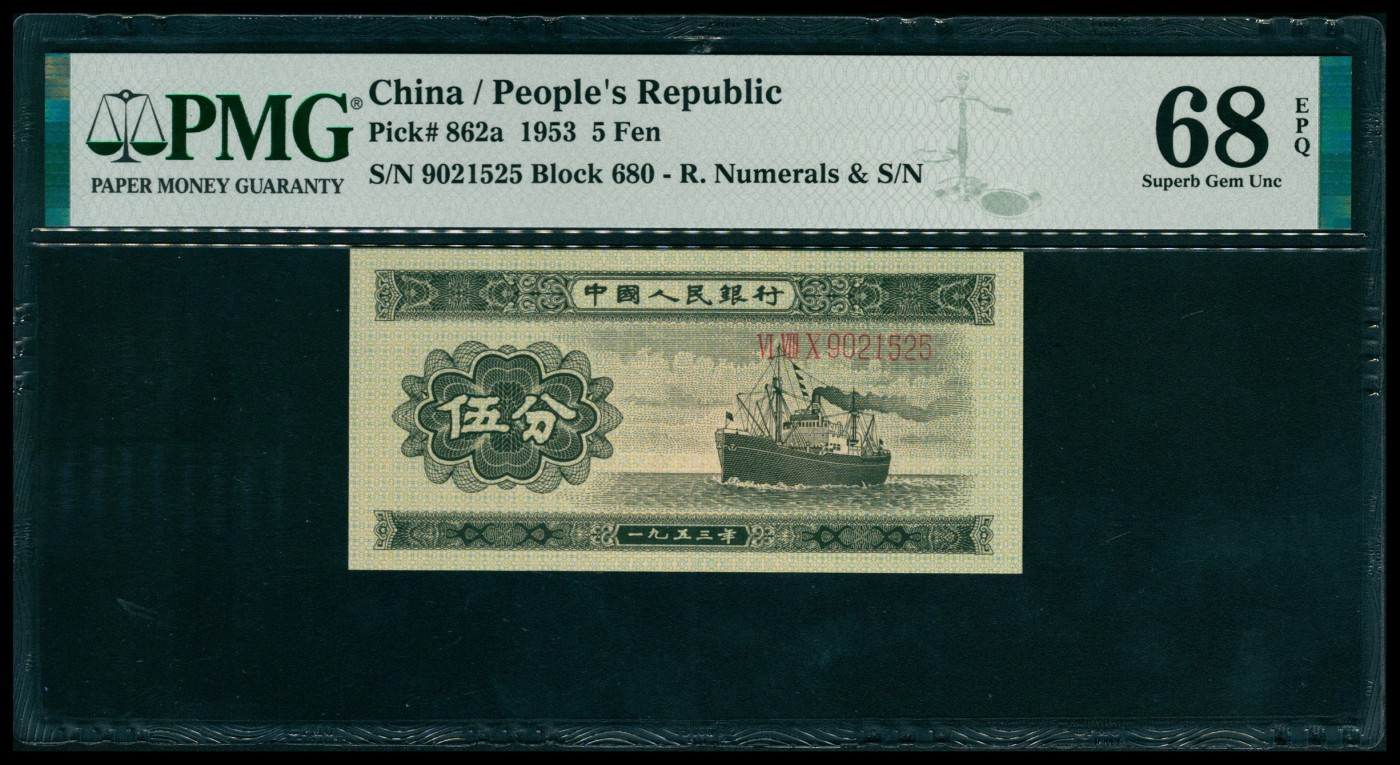 PMG®
PAPER MONEY GUARANTY
China / People's Republic
Pick# 862a 1953 5 Fen
S/N 9021525 Block 680 - R. Numerals & S/N
68
EPQ
Superb Gem Unc
中國人民銀行
VI VIII X 9021525
伍分
一九五三年